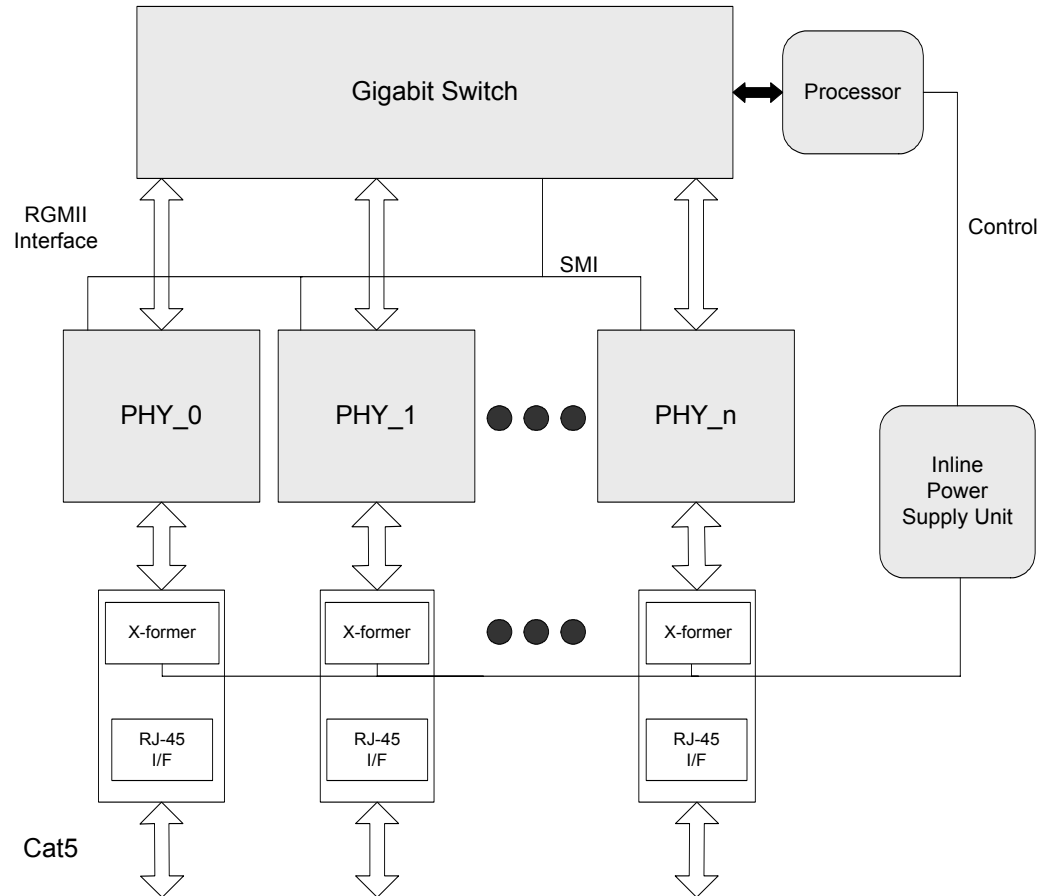 Gigabit Switch
Processor
RGMII
Interface
Control
SMI
PHY_0
PHY_1
PHY_n
Inline
Power
Supply Unit
X-former
X-former
X-former
RJ-45
I/F
RJ-45
I/F
RJ-45
I/F
Cat5